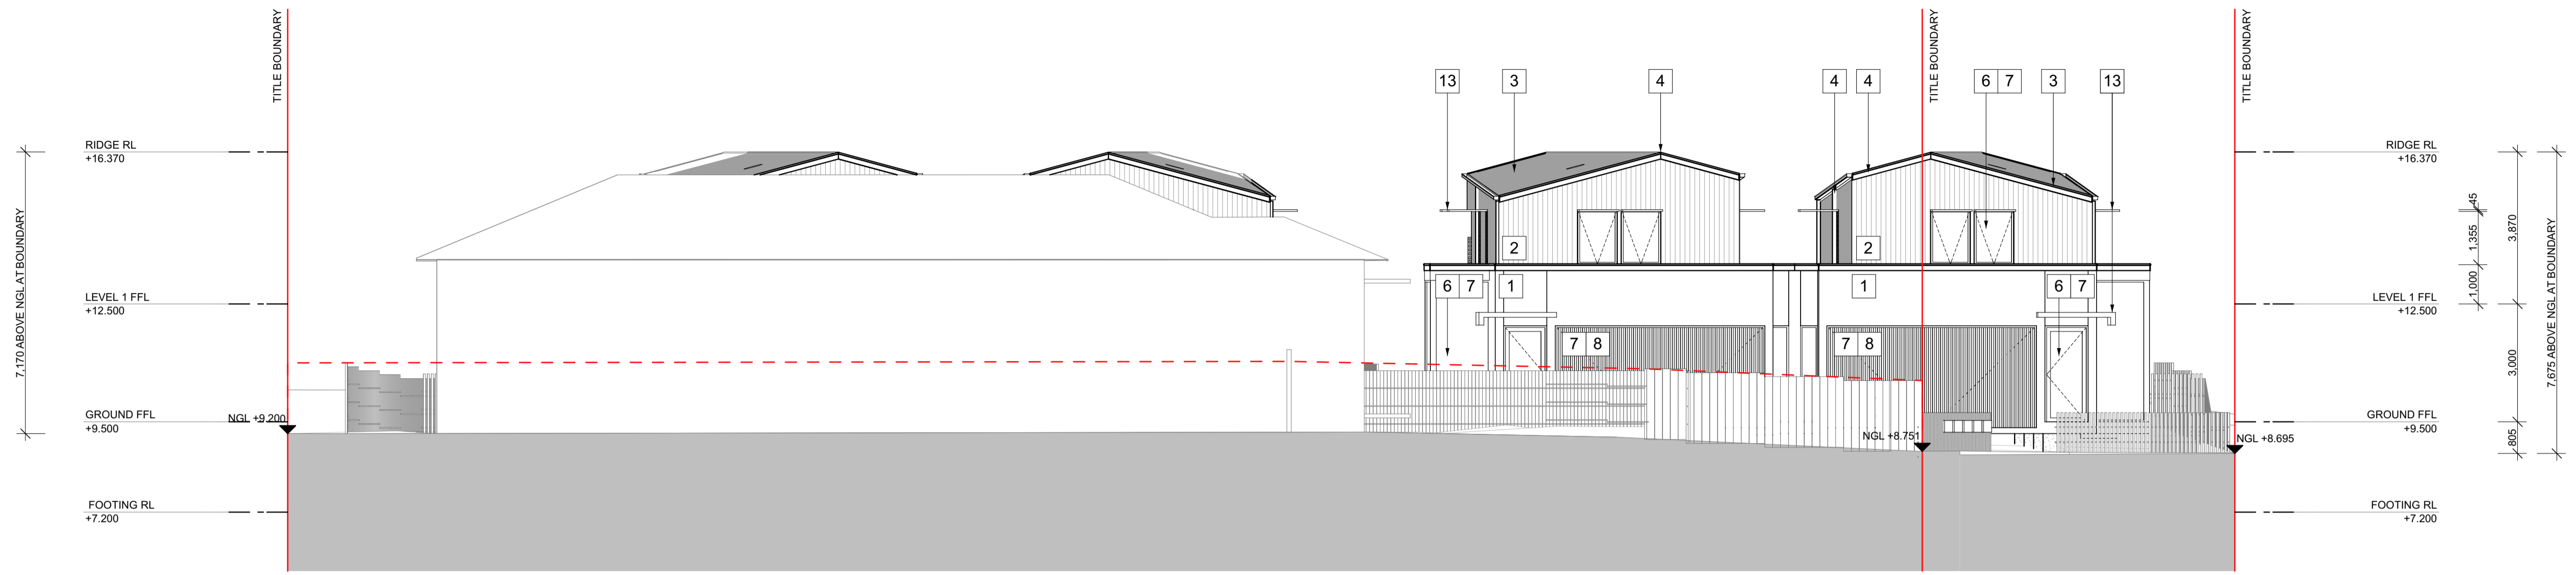 TITLE BOUNDARY
TITLE BOUNDARY
TITLE BOUNDARY
13
3
4
4
4
6 7
3
13
RIDGE RL
+16.370
RIDGE RL
+16.370
7,170 ABOVE NGL AT BOUNDARY
2
2
45
1,355
1,000
3,870
3,000
805
7,675 ABOVE NGL AT BOUNDARY
6 7
1
1
6 7
LEVEL 1 FFL
+12.500
LEVEL 1 FFL
+12.500
7 8
7 8
GROUND FFL
+9.500
NGL +9.200
NGL +8.751
NGL +8.695
GROUND FFL
+9.500
FOOTING RL
+7.200
FOOTING RL
+7.200